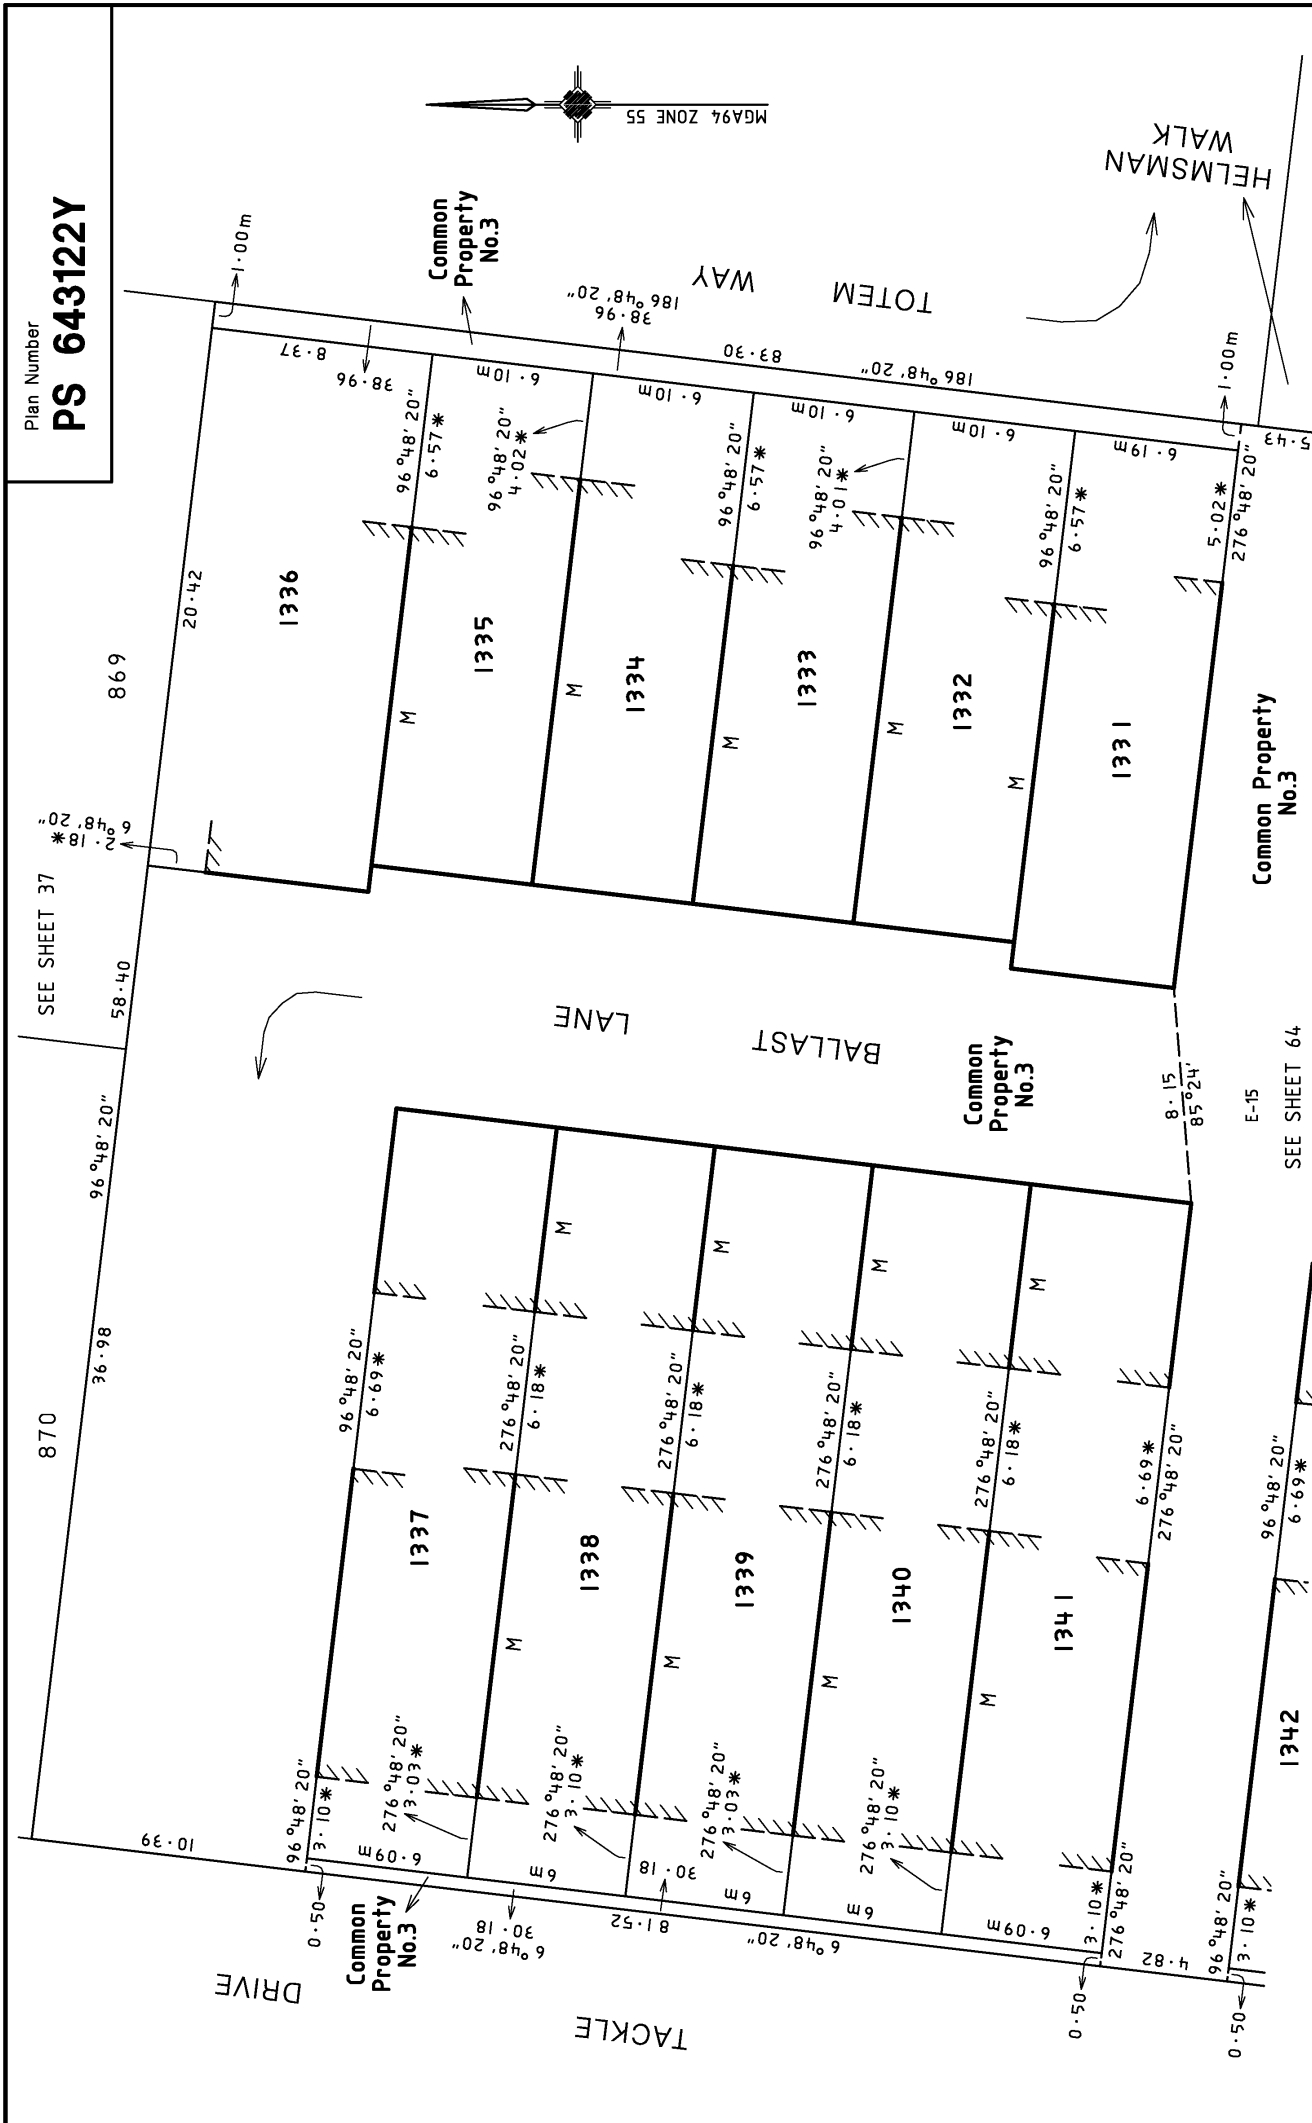 Plan Number
PS 643122Y
MGA94 ZONE 55
HELMSMAN
WALK
TOTEM
WAY
Common
Property
No.3
1·00m
38·96
186°48' 20"
83·30
186°48' 20"
1·00m
5·43
8·37
38·96
6·10m
6·10m
6·10m
6·10m
6·19m
96°48' 20"
6·57*
96°48' 20"
4·02*
96°48' 20"
6·57*
96°48' 20"
4·01*
96°48' 20"
6·57*
5·02*
276°48' 20"
869
20·42
1336
1335
1334
1333
1332
1331
M
M
M
M
M
Common Property
No.3
2·18*
6°48' 20"
SEE SHEET 37
58·40
LANE
BALLAST
Common
Property
No.3
8·15
85°24'
E-15
SEE SHEET 64
96°48' 20"
36·98
870
M
M
M
M
96°48' 20"
6·69*
276°48' 20"
6·18*
276°48' 20"
6·18*
276°48' 20"
6·18*
276°48' 20"
6·18*
6·69*
276°48' 20"
96°48' 20"
6·69*
1337
1338
1339
1340
1341
1342
M
M
M
M
10·39
96°48' 20"
3·10*
276°48' 20"
3·03*
276°48' 20"
3·10*
276°48' 20"
3·03*
276°48' 20"
3·10*
3·10*
276°48' 20"
96°48' 20"
3·10*
6·09m
6m
30·18
6m
6m
6·09m
4·82
0·50
Common
Property
No.3
30·18
6°48' 20"
81·52
6°48' 20"
0·50
0·50
DRIVE
TACKLE